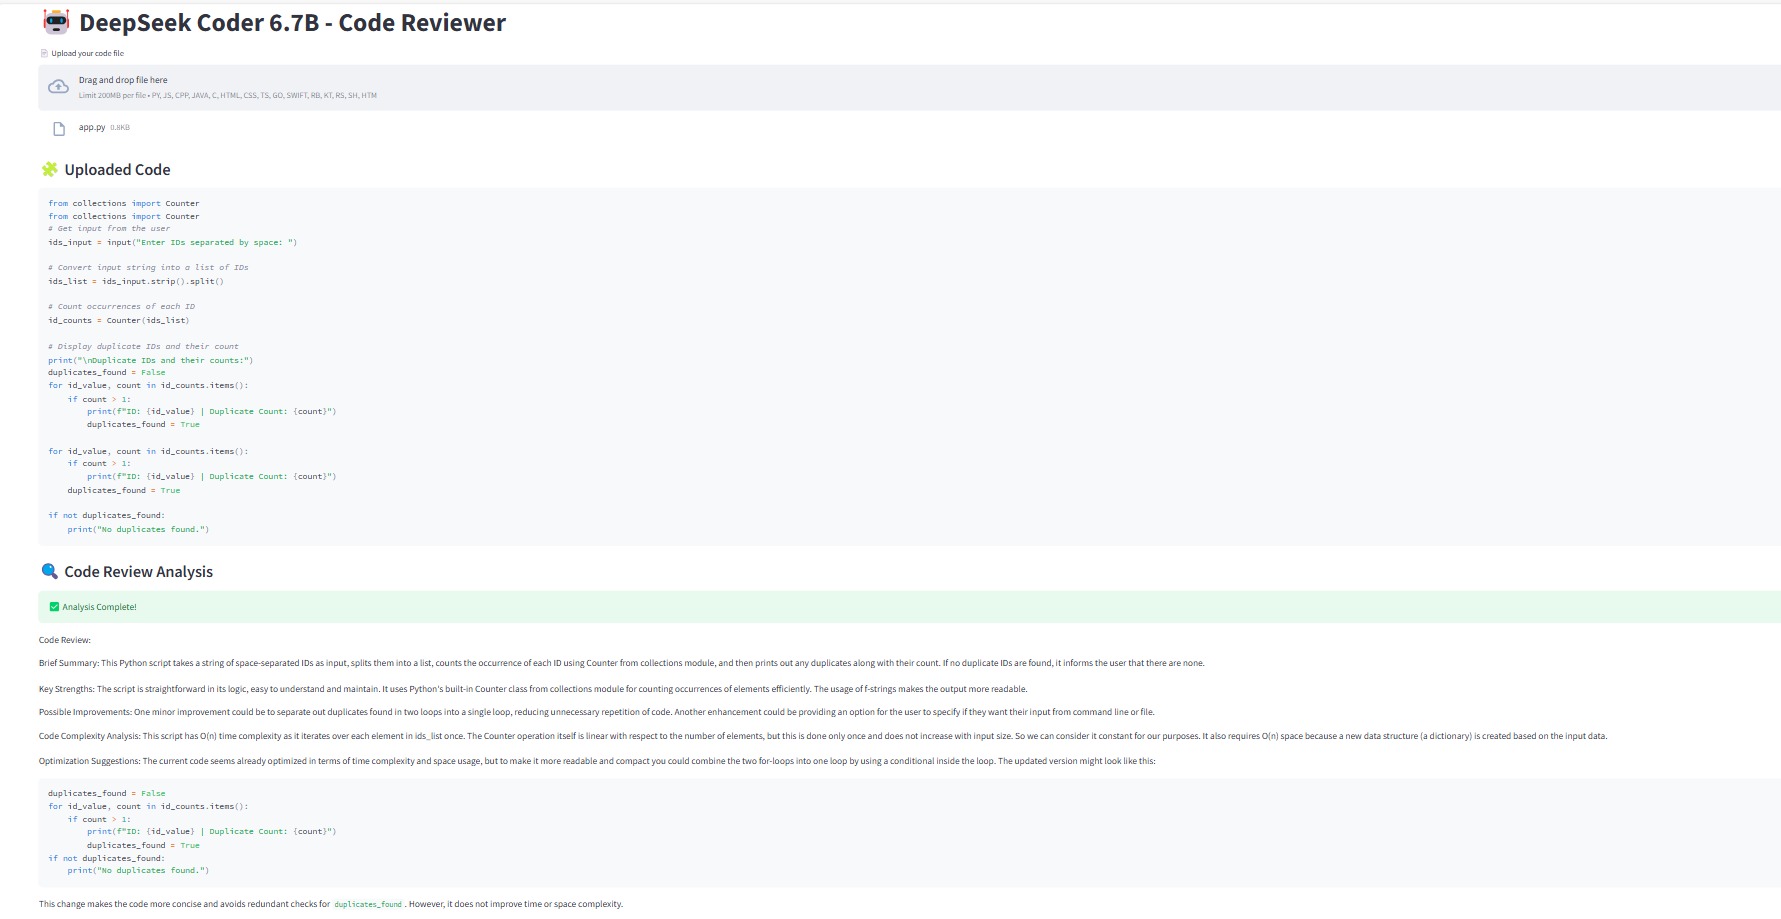 DeepSeek Coder 6.7B - Code Reviewer
Upload your code file
Drag and drop file here
Limit 200MB per file • PY, JS, CPP, JAVA, C, HTML, CSS, TS, GO, SWIFT, RB, KT, RS, SH, HTM
app.py 0.8KB
Uploaded Code
from collections import Counter
from collections import Counter
# Get input from the user
ids_input = input("Enter IDs separated by space: ")
# Convert input string into a list of IDs
ids_list = ids_input.strip().split()
# Count occurrences of each ID
id_counts = Counter(ids_list)
# Display duplicate IDs and their count
print("\nDuplicate IDs and their counts:")
duplicates_found = False
for id_value, count in id_counts.items():
    if count > 1:
        print(f"ID: {id_value} | Duplicate Count: {count}")
        duplicates_found = True
for id_value, count in id_counts.items():
    if count > 1:
        print(f"ID: {id_value} | Duplicate Count: {count}")
    duplicates_found = True
if not duplicates_found:
    print("No duplicates found.")
Code Review Analysis
Analysis Complete!
Code Review:
Brief Summary: This Python script takes a string of space-separated IDs as input, splits them into a list, counts the occurrence of each ID using Counter from collections module, and then prints out any duplicates along with their count. If no duplicate IDs are found, it informs the user that there are none.
Key Strengths: The script is straightforward in its logic, easy to understand and maintain. It uses Python's built-in Counter class from collections module for counting occurrences of elements efficiently. The usage of f-strings makes the output more readable.
Possible Improvements: One minor improvement could be to separate out duplicates found in two loops into a single loop, reducing unnecessary repetition of code. Another enhancement could be providing an option for the user to specify if they want their input from command line or file.
Code Complexity Analysis: This script has O(n) time complexity as it iterates over each element in ids_list once. The Counter operation itself is linear with respect to the number of elements, but this is done only once and does not increase with input size. So we can consider it constant for our purposes. It also requires O(n) space because a new data structure (a dictionary) is created based on the input data.
Optimization Suggestions: The current code seems already optimized in terms of time complexity and space usage, but to make it more readable and compact you could combine the two for-loops into one loop by using a conditional inside the loop. The updated version might look like this:
duplicates_found = False
for id_value, count in id_counts.items():
    if count > 1:
        print(f"ID: {id_value} | Duplicate Count: {count}")
        duplicates_found = True
if not duplicates_found:
    print("No duplicates found.")
This change makes the code more concise and avoids redundant checks for duplicates_found . However, it does not improve time or space complexity.